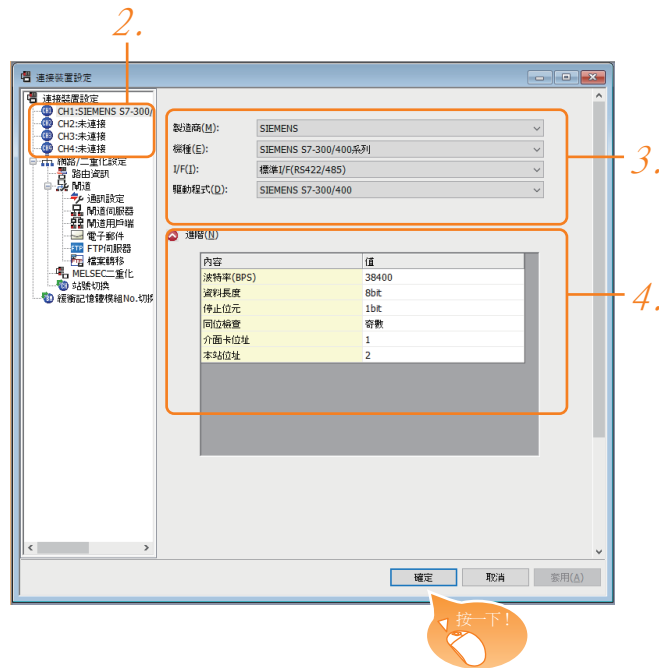 2.
連接裝置設定
連接裝置設定
CH1:SIEMENS S7-300/
CH2:未連接
CH3:未連接
CH4:未連接
網路/二重化設定
路由資訊
閘道
通訊設定
閘道伺服器
閘道用戶端
電子郵件
FTP伺服器
檔案轉移
MELSEC二重化
站號切換
緩衝記憶體模組No.切換
製造商(M): SIEMENS
機種(E): SIEMENS S7-300/400系列
I/F(I): 標準I/F(RS422/485)
驅動程式(D): SIEMENS S7-300/400
3.
進階(N)
內容 值
波特率(BPS) 38400
資料長度 8bit
停止位元 1bit
同位檢查 奇數
介面卡位址 1
本站位址 2
4.
確定 取消 套用(A)
按一下！